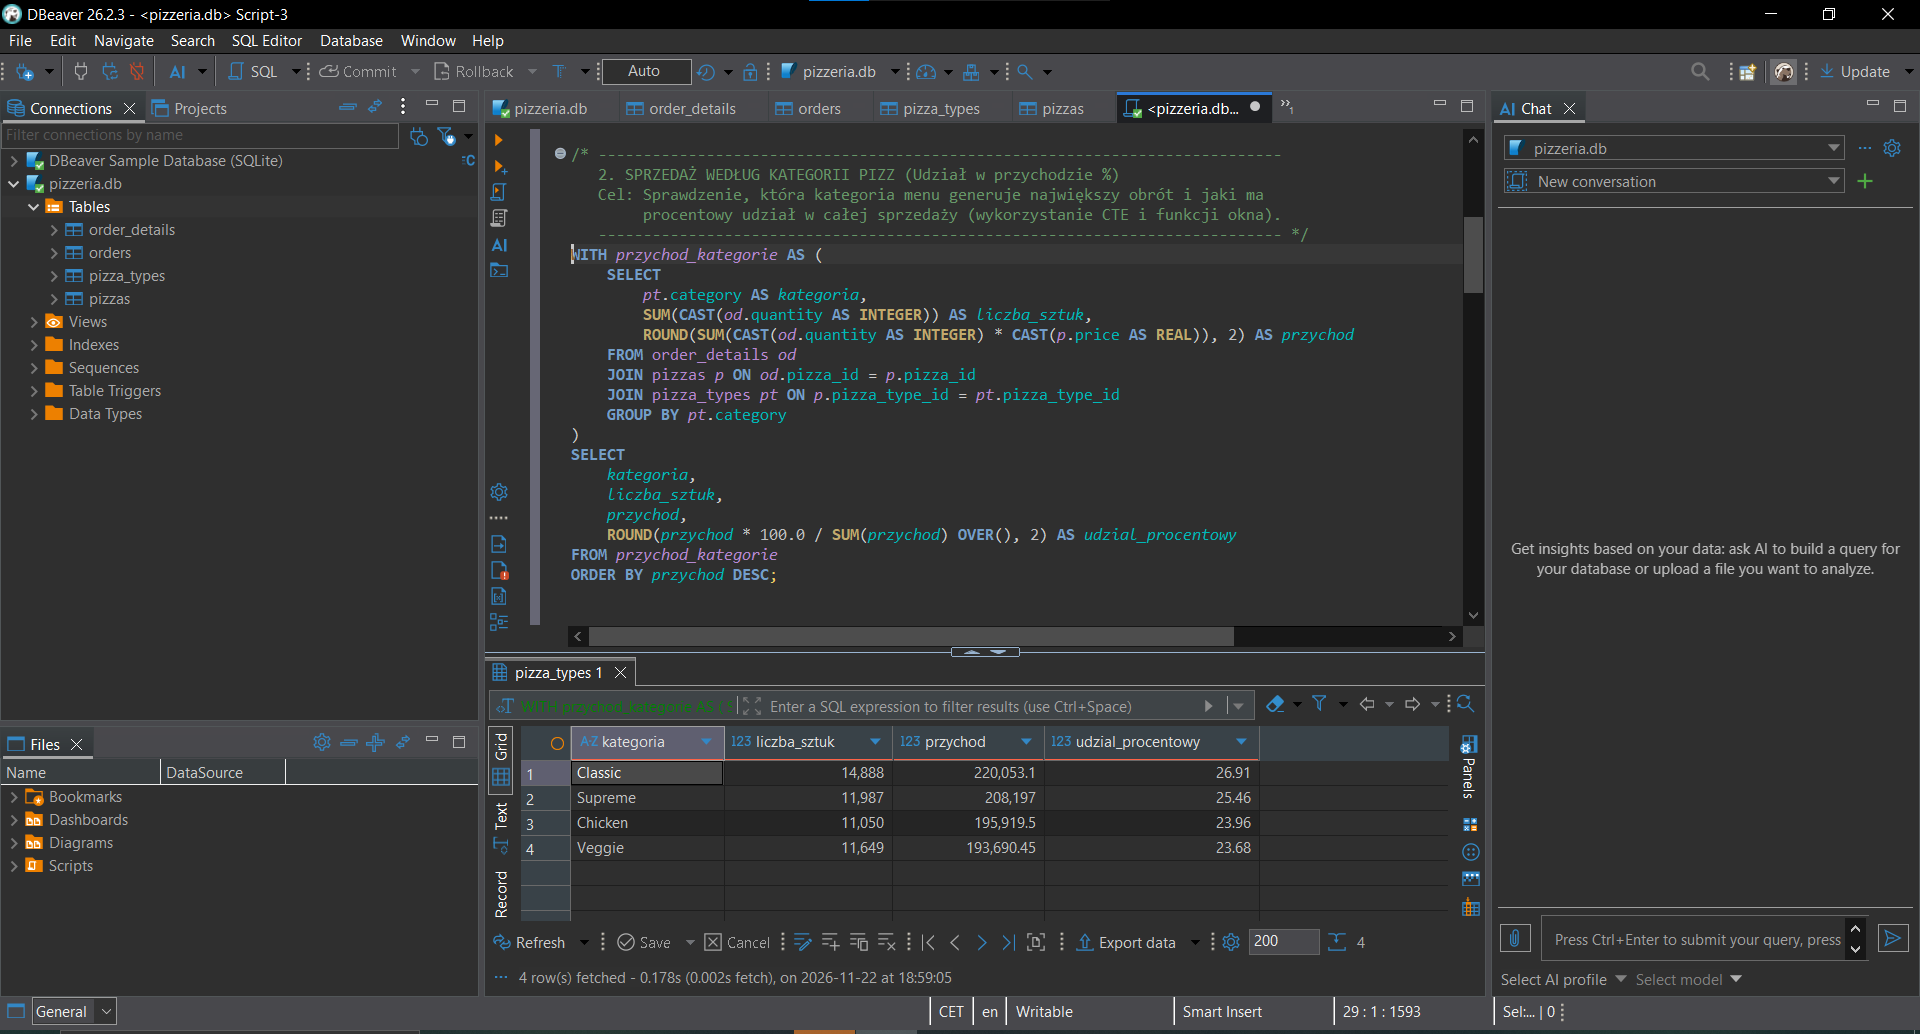 DBeaver 26.2.3 - <pizzeria.db> Script-3
File Edit Navigate Search SQL Editor Database Window Help
AI SQL Commit Rollback T Auto pizzeria.db Update
Connections Projects
Filter connections by name
DBeaver Sample Database (SQLite)
pizzeria.db
Tables
order_details
orders
pizza_types
pizzas
Views
Indexes
Sequences
Table Triggers
Data Types
Files
Name DataSource
Bookmarks
Dashboards
Diagrams
Scripts
pizzeria.db order_details orders pizza_types pizzas <pizzeria.db... »1
AI
/* ----------------------------------------------------------------------------
2. SPRZEDAŻ WEDŁUG KATEGORII PIZZ (Udział w przychodzie %)
Cel: Sprawdzenie, która kategoria menu generuje największy obrót i jaki ma
procentowy udział w całej sprzedaży (wykorzystanie CTE i funkcji okna).
---------------------------------------------------------------------------- */
WITH przychod_kategorie AS (
SELECT
pt.category AS kategoria,
SUM(CAST(od.quantity AS INTEGER)) AS liczba_sztuk,
ROUND(SUM(CAST(od.quantity AS INTEGER) * CAST(p.price AS REAL)), 2) AS przychod
FROM order_details od
JOIN pizzas p ON od.pizza_id = p.pizza_id
JOIN pizza_types pt ON p.pizza_type_id = pt.pizza_type_id
GROUP BY pt.category
)
SELECT
kategoria,
liczba_sztuk,
przychod,
ROUND(przychod * 100.0 / SUM(przychod) OVER(), 2) AS udzial_procentowy
FROM przychod_kategorie
ORDER BY przychod DESC;
pizza_types 1
WITH przychod_kategorie AS ( S Enter a SQL expression to filter results (use Ctrl+Space)
Grid
Text
Record
A-Z kategoria 123 liczba_sztuk 123 przychod 123 udzial_procentowy
1 Classic 14,888 220,053.1 26.91
2 Supreme 11,987 208,197 25.46
3 Chicken 11,050 195,919.5 23.96
4 Veggie 11,649 193,690.45 23.68
Panels
Refresh Save Cancel Export data 200 4
4 row(s) fetched - 0.178s (0.002s fetch), on 2026-11-22 at 18:59:05
AI Chat
pizzeria.db
New conversation
Get insights based on your data: ask AI to build a query for
your database or upload a file you want to analyze.
Press Ctrl+Enter to submit your query, press
Select AI profile Select model
General CET en Writable Smart Insert 29 : 1 : 1593 Sel:... | 0